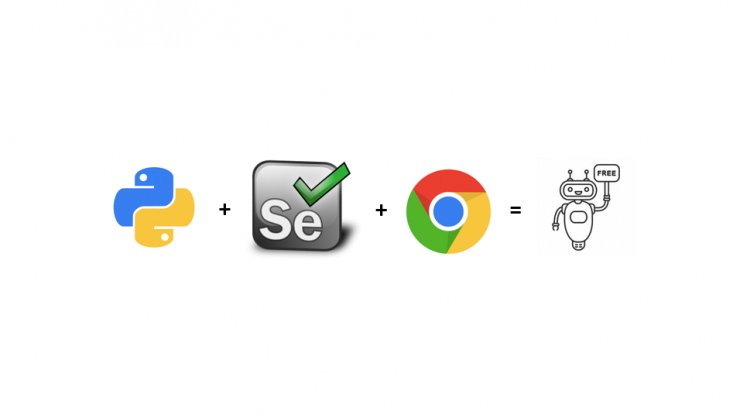 + Se + =
FREE